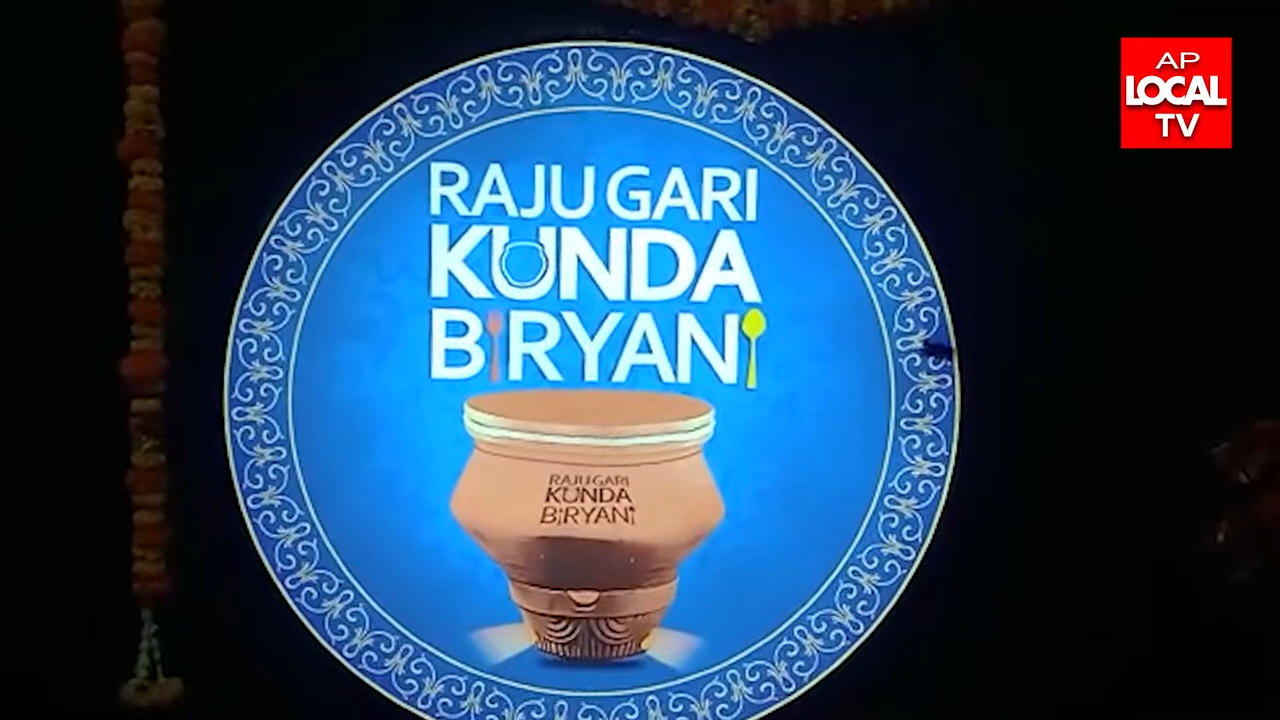 AP
LOCAL
TV
RAJU GARI
KUNDA
BIRYANI
RAJU GARI
KUNDA
BIRYANI